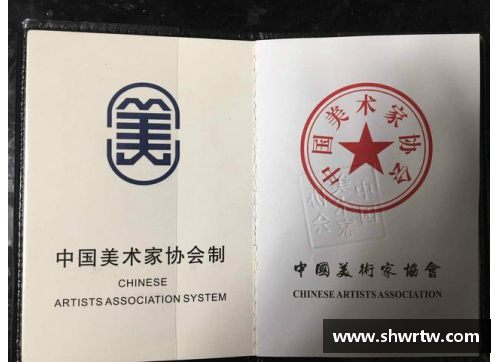 美
中国美术家协会制
CHINESE
ARTISTS ASSOCIATION SYSTEM
中国美术家协会
中國美術家協會
CHINESE ARTISTS ASSOCIATION
www.shwrtw.com